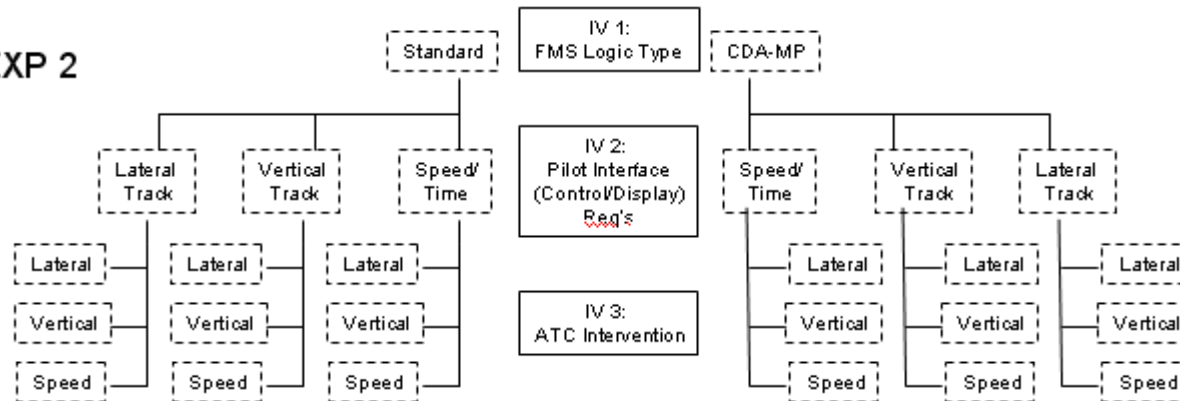 EXP 2
Standard
IV 1:
FMS Logic Type
CDA-MP
Lateral
Track
Vertical
Track
Speed/
Time
IV 2:
Pilot Interface
(Control/Display)
Req's
Speed/
Time
Vertical
Track
Lateral
Track
Lateral
Lateral
Lateral
Lateral
Lateral
Lateral
Vertical
Vertical
Vertical
IV 3:
ATC Intervention
Vertical
Vertical
Vertical
Speed
Speed
Speed
Speed
Speed
Speed